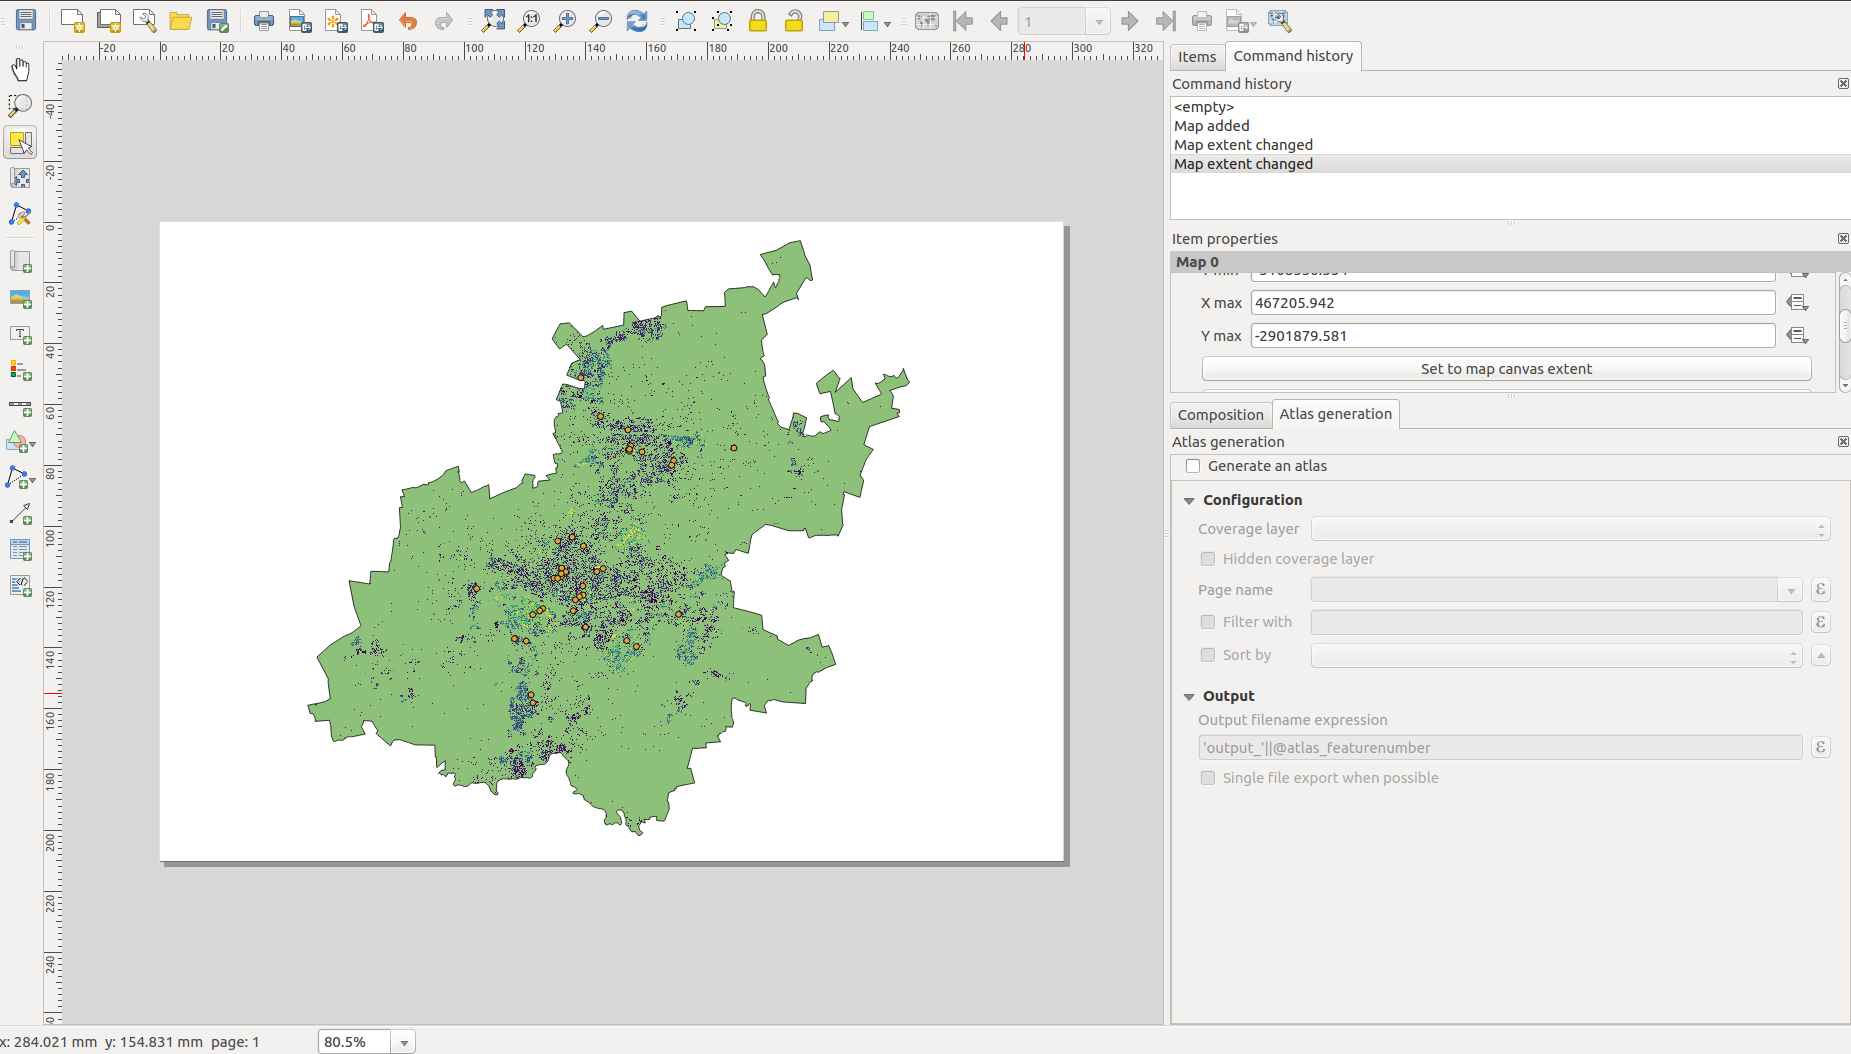 1:1
1
-20 0 20 40 60 80 100 120 140 160 180 200 220 240 260 280 300 320
-40
-20
0
20
40
60
80
100
120
140
160
180
200
220
240
Items
Command history
Command history
<empty>
Map added
Map extent changed
Map extent changed
Item properties
Map 0
X max 467205.942
Y max -2901879.581
Set to map canvas extent
Composition
Atlas generation
Atlas generation
Generate an atlas
Configuration
Coverage layer
Hidden coverage layer
Page name
ε
Filter with
ε
Sort by
Output
Output filename expression
'output_'||@atlas_featurenumber
ε
Single file export when possible
x: 284.021 mm y: 154.831 mm page: 1
80.5%